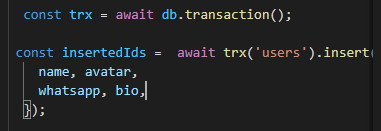 const trx = await db.transaction();
const insertedIds =  await trx('users').insert(
name, avatar,
whatsapp, bio,
});